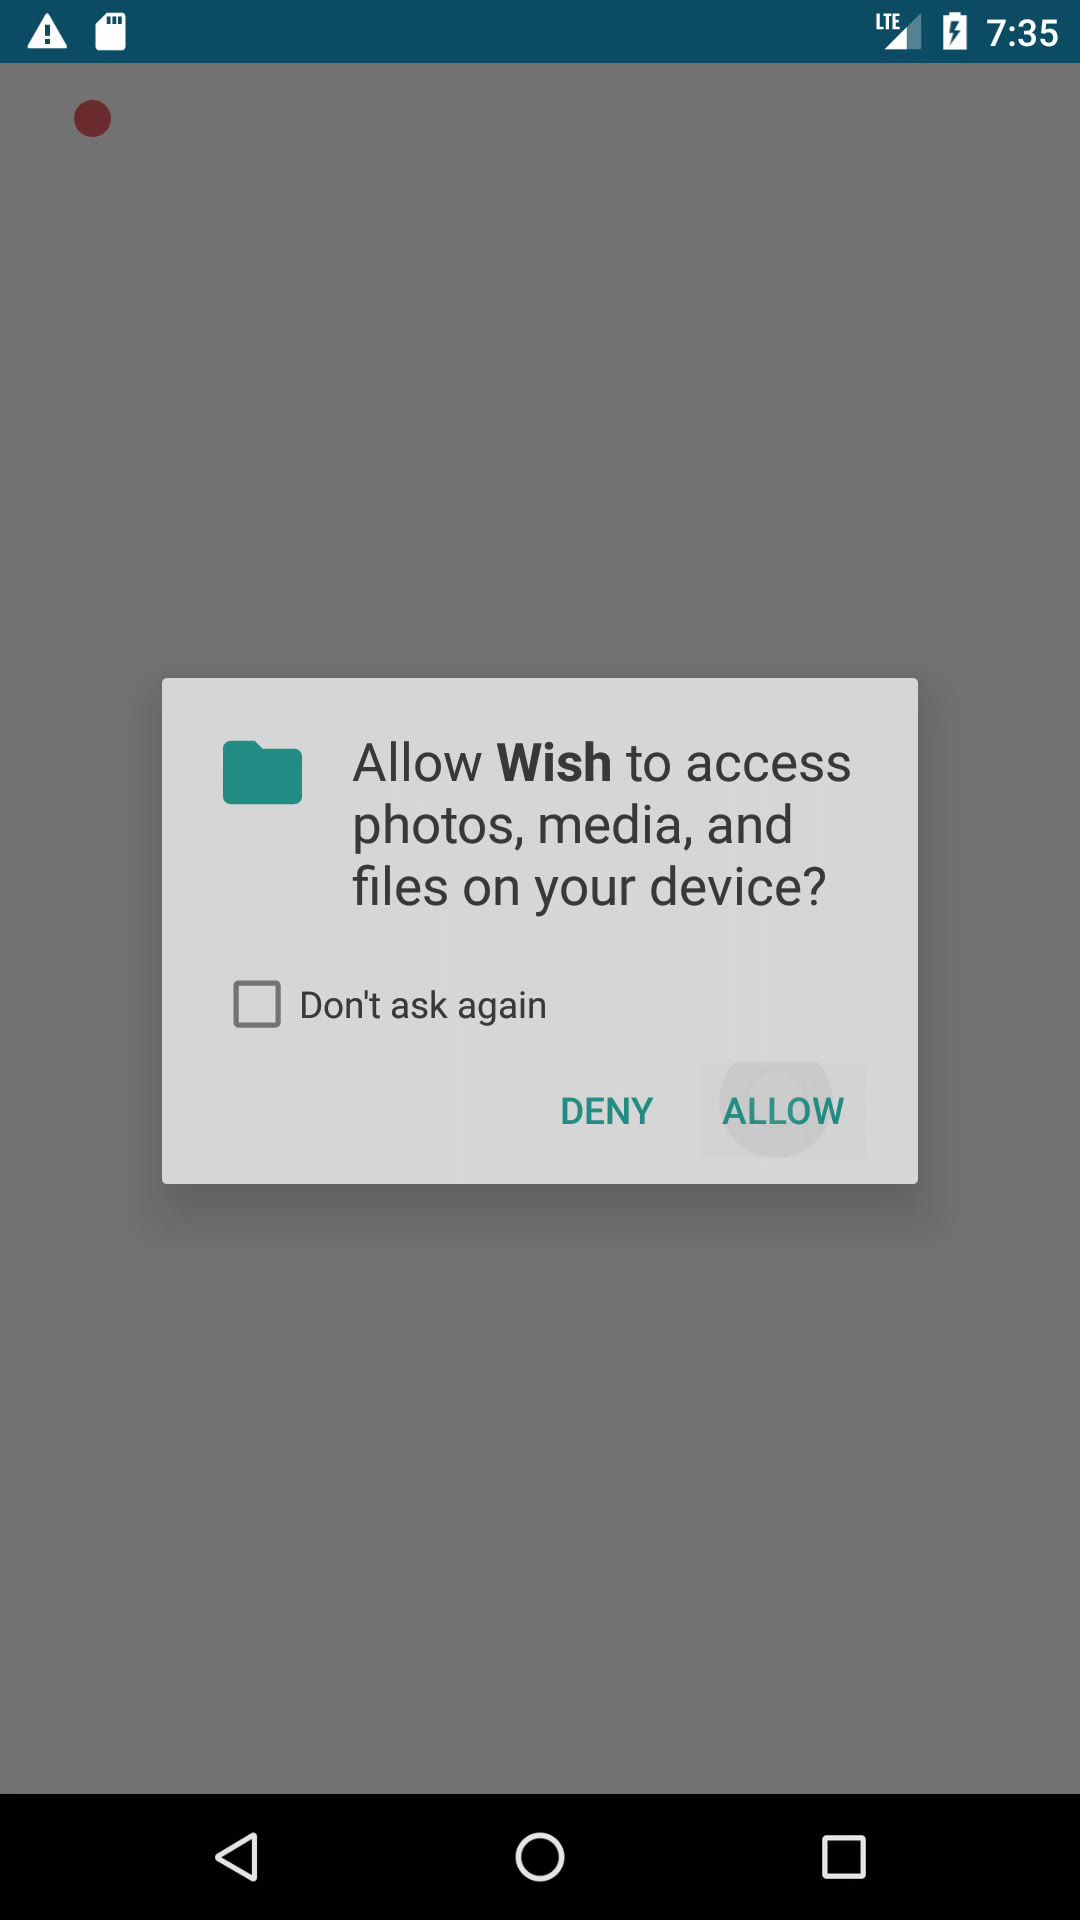 LTE 7:35
Allow Wish to access
photos, media, and
files on your device?
Don't ask again
DENY ALLOW